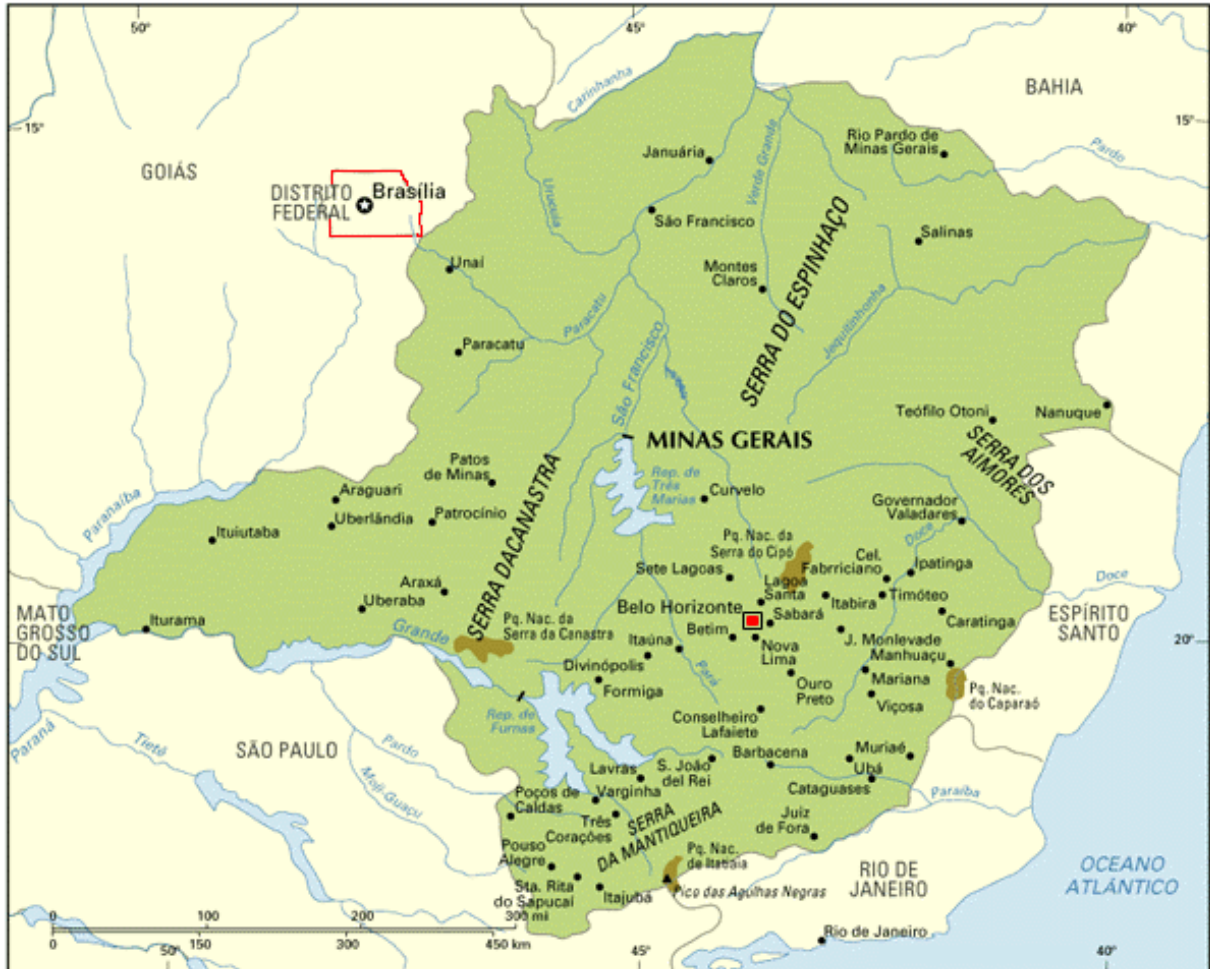 50°
45°
40°
BAHIA
Carinhanha
15°
15°
Rio Pardo de
Minas Gerais
Januária
Pardo
GOIÁS
Verde Grande
Urucuia
DISTRITO
FEDERAL
Brasília
São Francisco
Salinas
Unaí
Montes
Claros
SERRA DO ESPINHAÇO
Jequitinhonha
Paracatu
Paracatu
São Francisco
Teófilo Otoni
Nanuque
MINAS GERAIS
SERRA DOS
AIMORÉS
Patos
de Minas
Rep. de
Três
Marias
Curvelo
Araguari
Governador
Valadares
Paranaíba
Uberlândia
Patrocínio
Ituiutaba
SERRA DACANASTRA
Pq. Nac. da
Serra do Cipó
Doce
Cel.
Fabrriciano
Ipatinga
Sete Lagoas
Lagoa
Santa
Doce
Araxá
Uberaba
Belo Horizonte
Sabará
Itabira
Timóteo
MATO
GROSSO
DO SUL
Iturama
Grande
Pq. Nac. da
Serra da Canastra
Itaúna
Betim
Nova
Lima
J. Monlevade
Caratinga
ESPÍRITO
SANTO
20°
Manhuaçu
Divinópolis
Formiga
Pará
Ouro
Preto
Mariana
Viçosa
Pq. Nac.
do Caparaó
Rep. de
Furnas
Conselheiro
Lafaiete
Paraná
Tietê
SÃO PAULO
Pardo
Moji-Guaçu
Barbacena
Muriaé
Ubá
Lavras
S. João
del Rei
Cataguases
Paraíba
Poços de
Caldas
Varginha
Três
Corações
SERRA
DA MANTIQUEIRA
Juiz
de Fora
Pouso
Alegre
Pq. Nac.
de Itatiaia
RIO DE
JANEIRO
OCEANO
ATLÁNTICO
Sta. Rita
do Sapucaí
Itajuba
Pico das Agulhas Negras
0 100 200 300 mi
0 150 300 450 km
Rio de Janeiro
50°
45°
40°